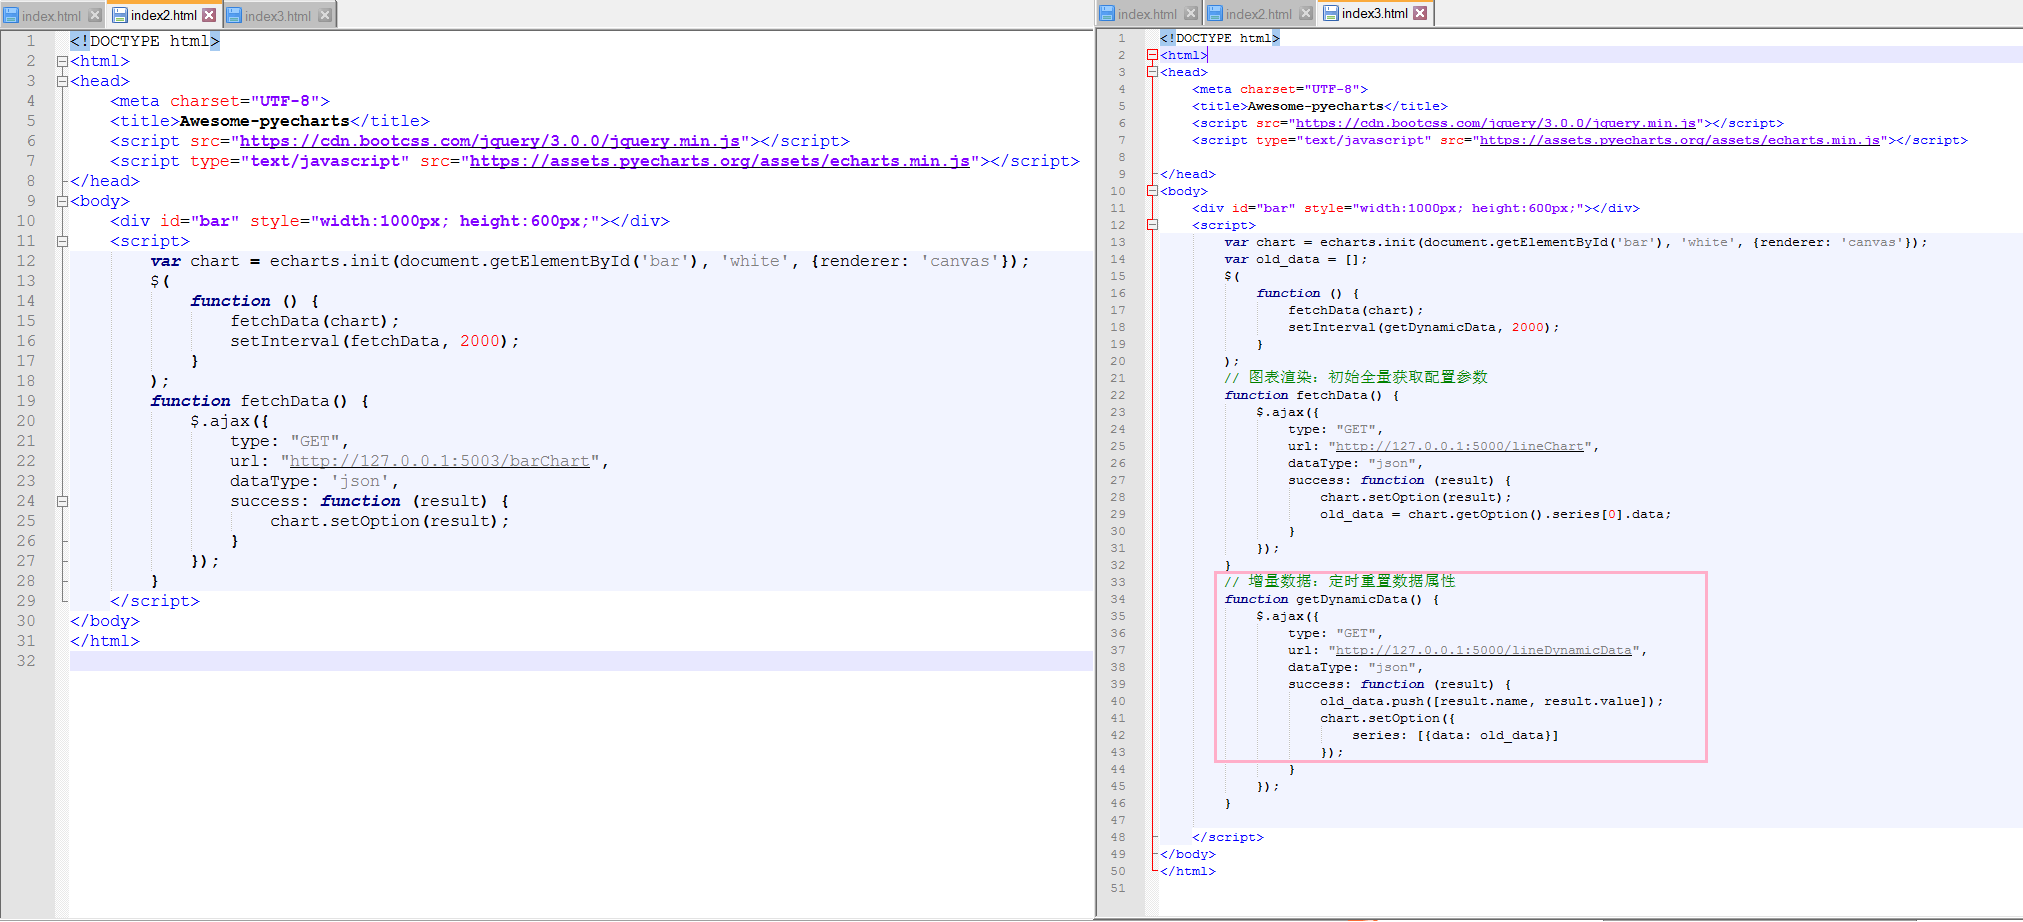 index.html index2.html index3.html
1 <!DOCTYPE html>
2 <html>
3 <head>
4 <meta charset="UTF-8">
5 <title>Awesome-pyecharts</title>
6 <script src="https://cdn.bootcss.com/jquery/3.0.0/jquery.min.js"></script>
7 <script type="text/javascript" src="https://assets.pyecharts.org/assets/echarts.min.js"></script>
8 </head>
9 <body>
10 <div id="bar" style="width:1000px; height:600px;"></div>
11 <script>
12 var chart = echarts.init(document.getElementById('bar'), 'white', {renderer: 'canvas'});
13 $(
14 function () {
15 fetchData(chart);
16 setInterval(fetchData, 2000);
17 }
18 );
19 function fetchData() {
20 $.ajax({
21 type: "GET",
22 url: "http://127.0.0.1:5003/barChart",
23 dataType: 'json',
24 success: function (result) {
25 chart.setOption(result);
26 }
27 });
28 }
29 </script>
30 </body>
31 </html>
32
index.html index2.html index3.html
1 <!DOCTYPE html>
2 <html>
3 <head>
4 <meta charset="UTF-8">
5 <title>Awesome-pyecharts</title>
6 <script src="https://cdn.bootcss.com/jquery/3.0.0/jquery.min.js"></script>
7 <script type="text/javascript" src="https://assets.pyecharts.org/assets/echarts.min.js"></script>
8
9 </head>
10 <body>
11 <div id="bar" style="width:1000px; height:600px;"></div>
12 <script>
13 var chart = echarts.init(document.getElementById('bar'), 'white', {renderer: 'canvas'});
14 var old_data = [];
15 $(
16 function () {
17 fetchData(chart);
18 setInterval(getDynamicData, 2000);
19 }
20 );
21 // 图表渲染：初始全量获取配置参数
22 function fetchData() {
23 $.ajax({
24 type: "GET",
25 url: "http://127.0.0.1:5000/lineChart",
26 dataType: "json",
27 success: function (result) {
28 chart.setOption(result);
29 old_data = chart.getOption().series[0].data;
30 }
31 });
32 }
33 // 增量数据：定时重置数据属性
34 function getDynamicData() {
35 $.ajax({
36 type: "GET",
37 url: "http://127.0.0.1:5000/lineDynamicData",
38 dataType: "json",
39 success: function (result) {
40 old_data.push([result.name, result.value]);
41 chart.setOption({
42 series: [{data: old_data}]
43 });
44 }
45 });
46 }
47
48 </script>
49 </body>
50 </html>
51